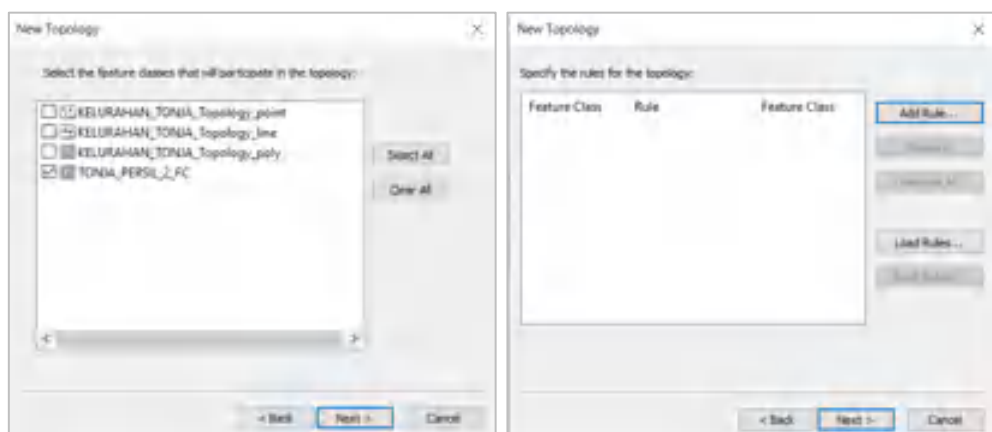 New Topology
Select the feature classes that will participate in the topology:
KELURAHAN_TONJA_Topology_point
KELURAHAN_TONJA_Topology_line
KELURAHAN_TONJA_Topology_poly
TONJA_PERSIL_2_FC
Select All
Clear All
< Back Next > Cancel
New Topology
Specify the rules for the topology:
Feature Class Rule Feature Class
Add Rule...
Load Rules...
< Back Next > Cancel